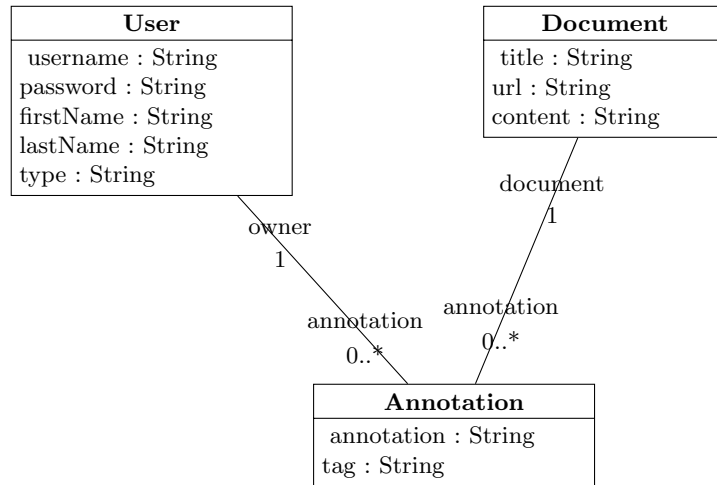 User
username : String
password : String
firstName : String
lastName : String
type : String
Document
title : String
url : String
content : String
owner
1
document
1
annotation
0..*
annotation
0..*
Annotation
annotation : String
tag : String